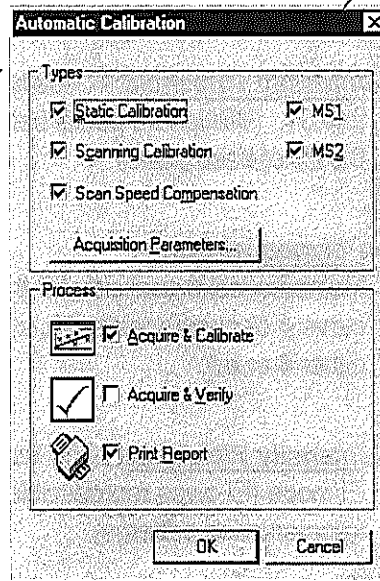 Automatic Calibration
Types
Static Calibration MS1
Scanning Calibration MS2
Scan Speed Compensation
Acquisition Parameters...
Process
Acquire & Calibrate
Acquire & Verify
Print Report
OK Cancel